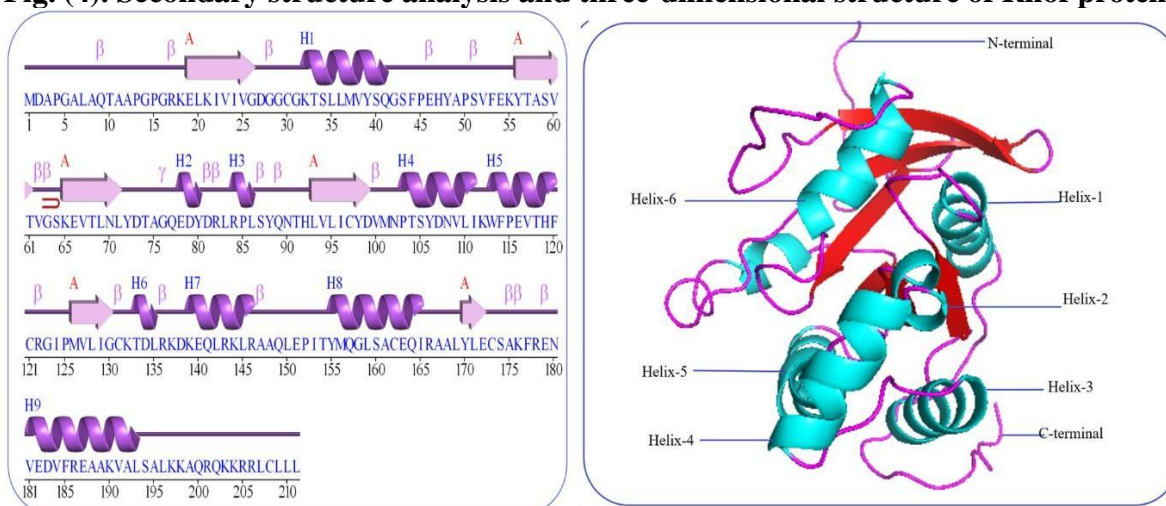 Fig. (4). Secondary structure analysis and three-dimensional structure of Rhof protein
β β A β H1 β β A
MDAPGALAQTAAPGPGRKELKIVIVGDGGCGKTSLLMVYSQGSFPEHYAPSVFEKYTASV
1 5 10 15 20 25 30 35 40 45 50 55 60
ββ A γ H2 ββ H3 β β A β H4 H5
TVGSKEVTLNLYDTAGQEDYDRLRPLSYQNTHLVLICYDVMNPTSYDNVLIKWFPEVTHF
61 65 70 75 80 85 90 95 100 105 110 115 120
β A β H6 β H7 β H8 A ββ β
CRGIPMVLIGCKTDLRKDKEQLRKLRAAQLEPITYMQGLSACEQIRAALYLECSAKFREN
121 125 130 135 140 145 150 155 160 165 170 175 180
H9
VEDVFREAAKVALSALKKAQRQKKRRLCLLL
181 185 190 195 200 205 210
N-terminal
Helix-6
Helix-1
Helix-2
Helix-5
Helix-3
Helix-4
C-terminal